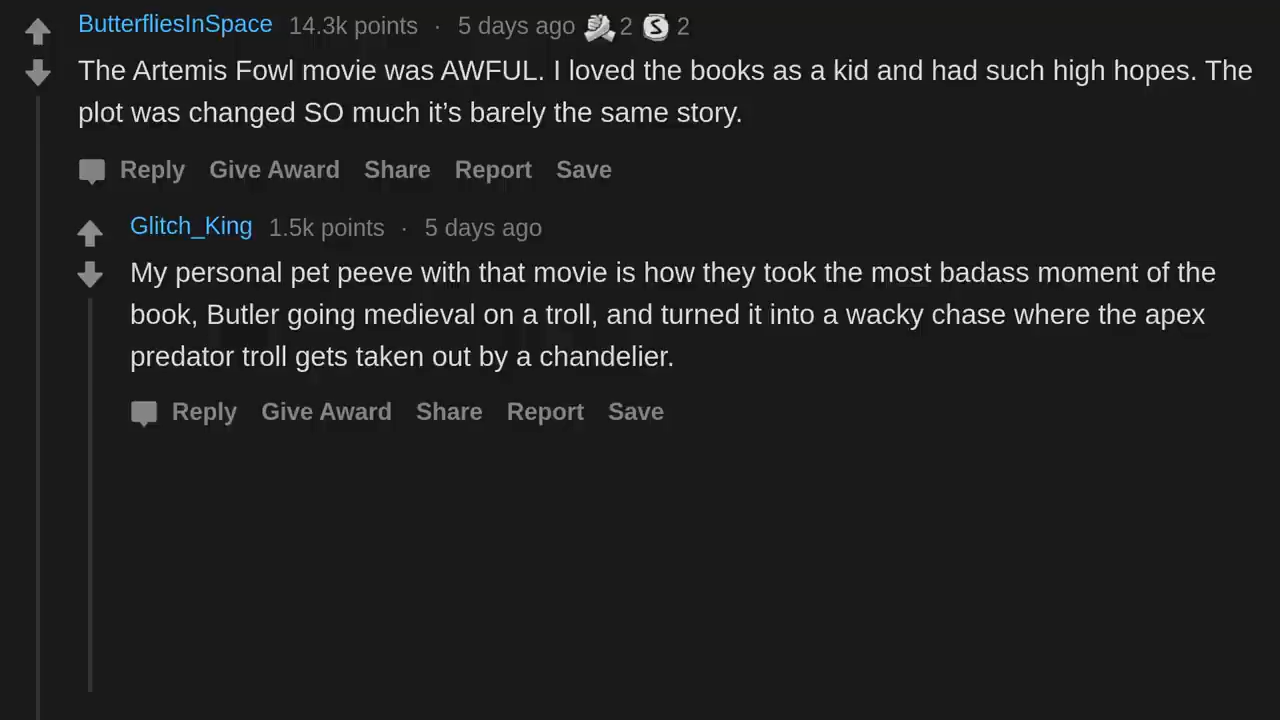 ButterfliesInSpace 14.3k points · 5 days ago 2 S 2
The Artemis Fowl movie was AWFUL. I loved the books as a kid and had such high hopes. The
plot was changed SO much it’s barely the same story.
Reply Give Award Share Report Save
Glitch_King 1.5k points · 5 days ago
My personal pet peeve with that movie is how they took the most badass moment of the
book, Butler going medieval on a troll, and turned it into a wacky chase where the apex
predator troll gets taken out by a chandelier.
Reply Give Award Share Report Save